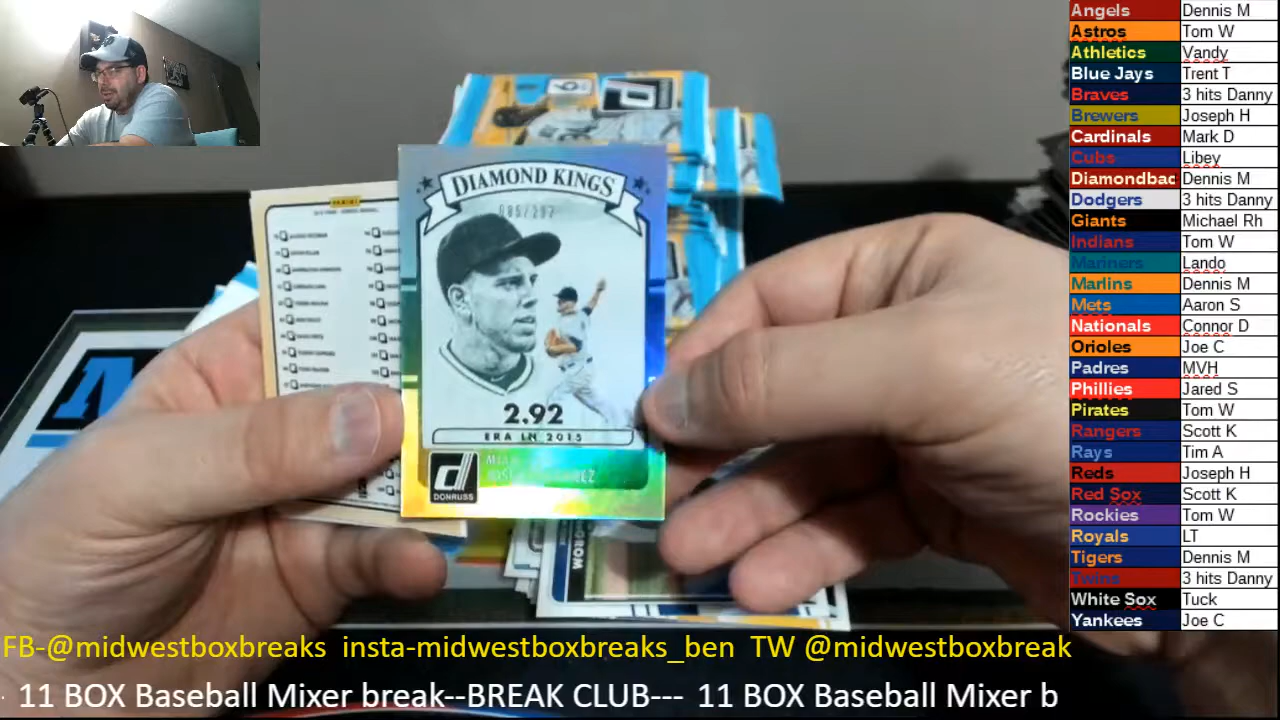 DIAMOND KINGS
2.92
ERA IN 2015
DONRUSS
Angels Dennis M
Astros Tom W
Athletics Vandy
Blue Jays Trent T
Braves 3 hits Danny
Brewers Joseph H
Cardinals Mark D
Cubs Libey
Diamondbac Dennis M
Dodgers 3 hits Danny
Giants Michael Rh
Indians Tom W
Mariners Lando
Marlins Dennis M
Mets Aaron S
Nationals Connor D
Orioles Joe C
Padres MVH
Phillies Jared S
Pirates Tom W
Rangers Scott K
Rays Tim A
Reds Joseph H
Red Sox Scott K
Rockies Tom W
Royals LT
Tigers Dennis M
Twins 3 hits Danny
White Sox Tuck
Yankees Joe C
FB-@midwestboxbreaks insta-midwestboxbreaks_ben TW @midwestboxbreak
11 BOX Baseball Mixer break--BREAK CLUB--- 11 BOX Baseball Mixer b